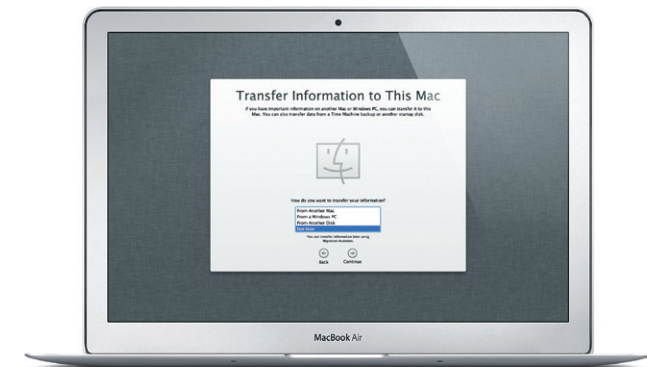 Transfer Information to This Mac
If you have important information on another Mac or Windows PC, you can transfer it to this
Mac. You can also transfer data from a Time Machine backup or another startup disk.
How do you want to transfer your information?
From Another Mac
From a Windows PC
From Another Disk
Not Now
You can transfer information later using
Migration Assistant.
Back Continue
MacBook Air